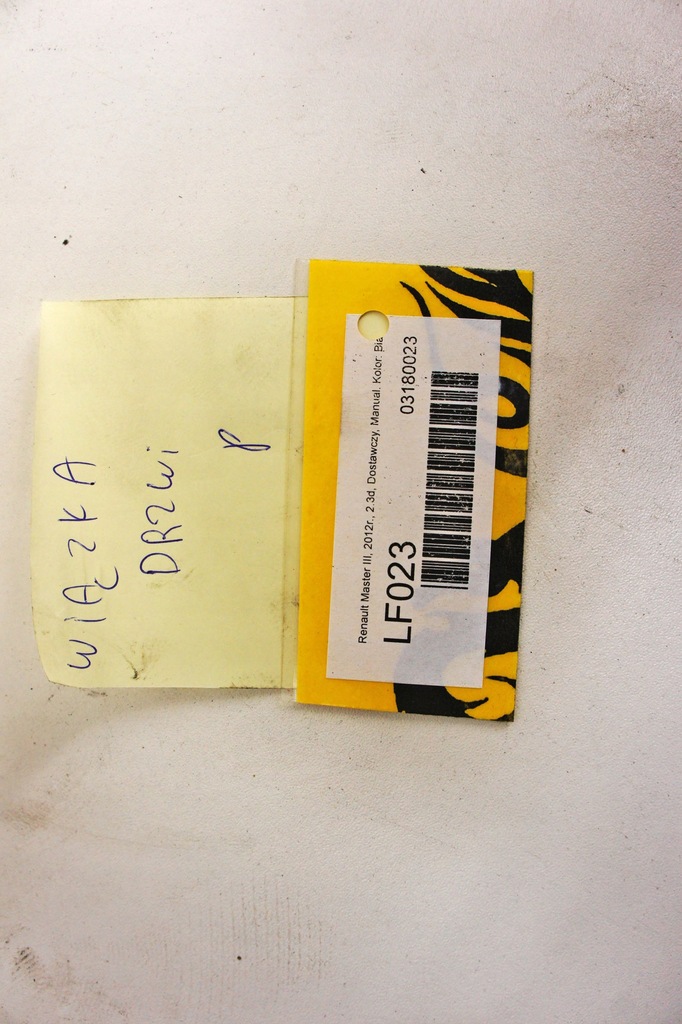 WIĄZKA
DRZWI
P
Renault Master III, 2012r., 2.3d, Dostawczy, Manual. Kolor: Bia
LF023
03180023